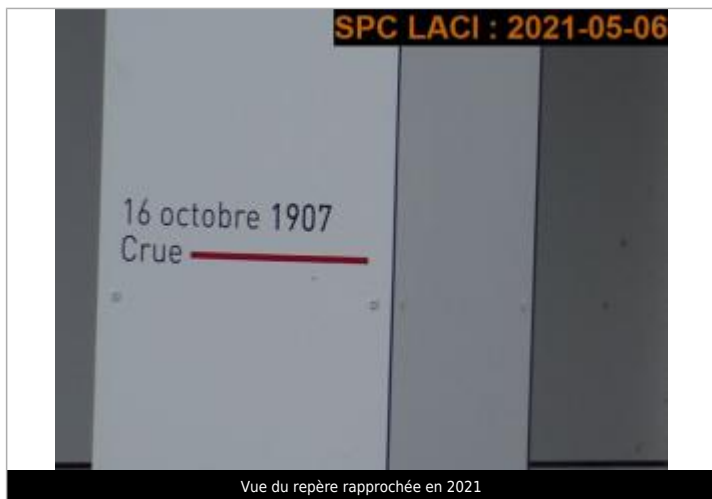 SPC LACI : 2021-05-06
16 octobre 1907
Crue
Vue du repère rapprochée en 2021